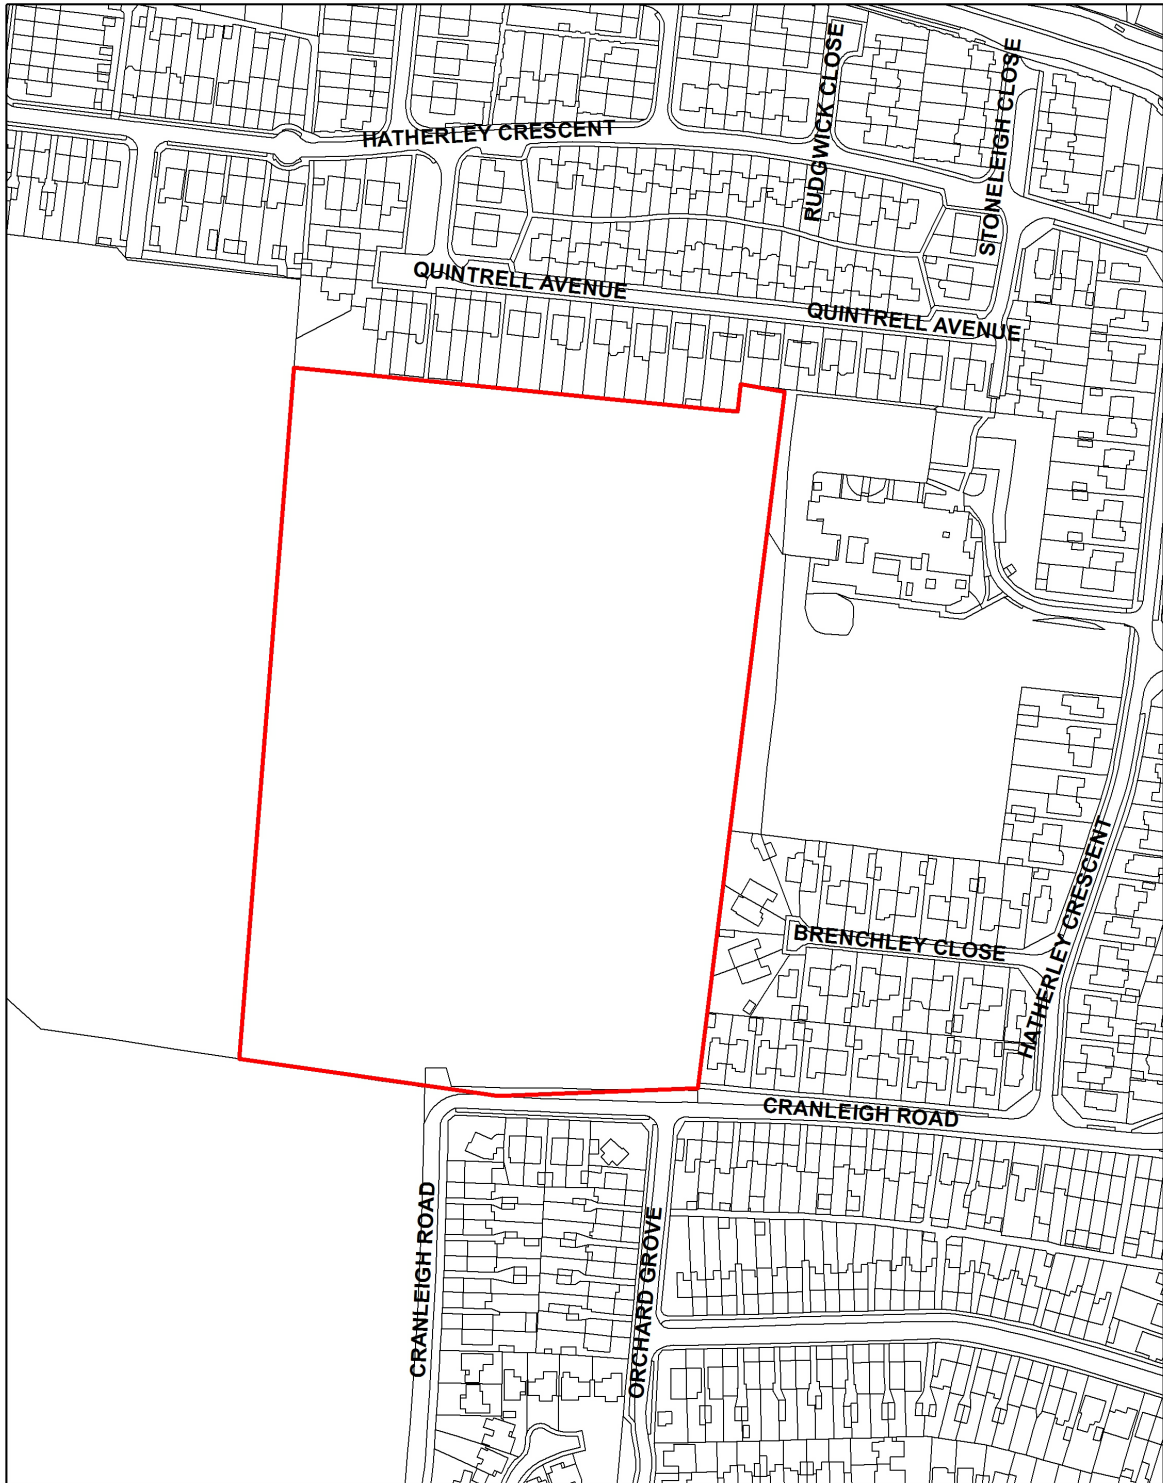 RUDGWICK CLOSE
STONELEIGH CLOSE
HATHERLEY CRESCENT
QUINTRELL AVENUE
QUINTRELL AVENUE
HATHERLEY CRESCENT
BRENCHLEY CLOSE
CRANLEIGH ROAD
CRANLEIGH ROAD
ORCHARD GROVE